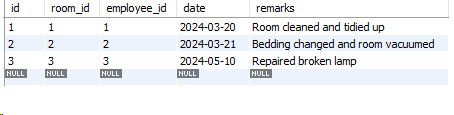 id room_id employee_id date remarks
1 1 1 2024-03-20 Room cleaned and tidied up
2 2 2 2024-03-21 Bedding changed and room vacuumed
3 3 3 2024-05-10 Repaired broken lamp
NULL NULL NULL NULL NULL